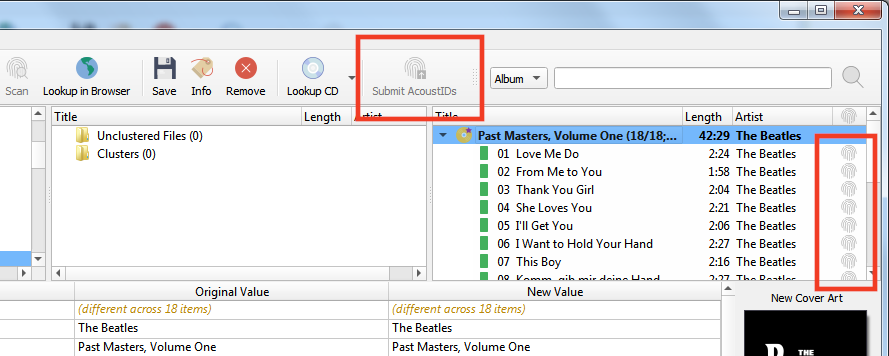 Scan Lookup in Browser Save Info Remove Lookup CD Submit AcoustIDs Album
Title Length Artist
Unclustered Files (0)
Clusters (0)
Title Length Artist
Past Masters, Volume One (18/18;... 42:29 The Beatles
01 Love Me Do 2:24 The Beatles
02 From Me to You 1:58 The Beatles
03 Thank You Girl 2:04 The Beatles
04 She Loves You 2:21 The Beatles
05 I'll Get You 2:06 The Beatles
06 I Want to Hold Your Hand 2:27 The Beatles
07 This Boy 2:16 The Beatles
08 Komm, gib mir deine Hand 2:27 The Beatles
Original Value New Value
(different across 18 items) (different across 18 items)
The Beatles The Beatles
Past Masters, Volume One Past Masters, Volume One
New Cover Art
THE